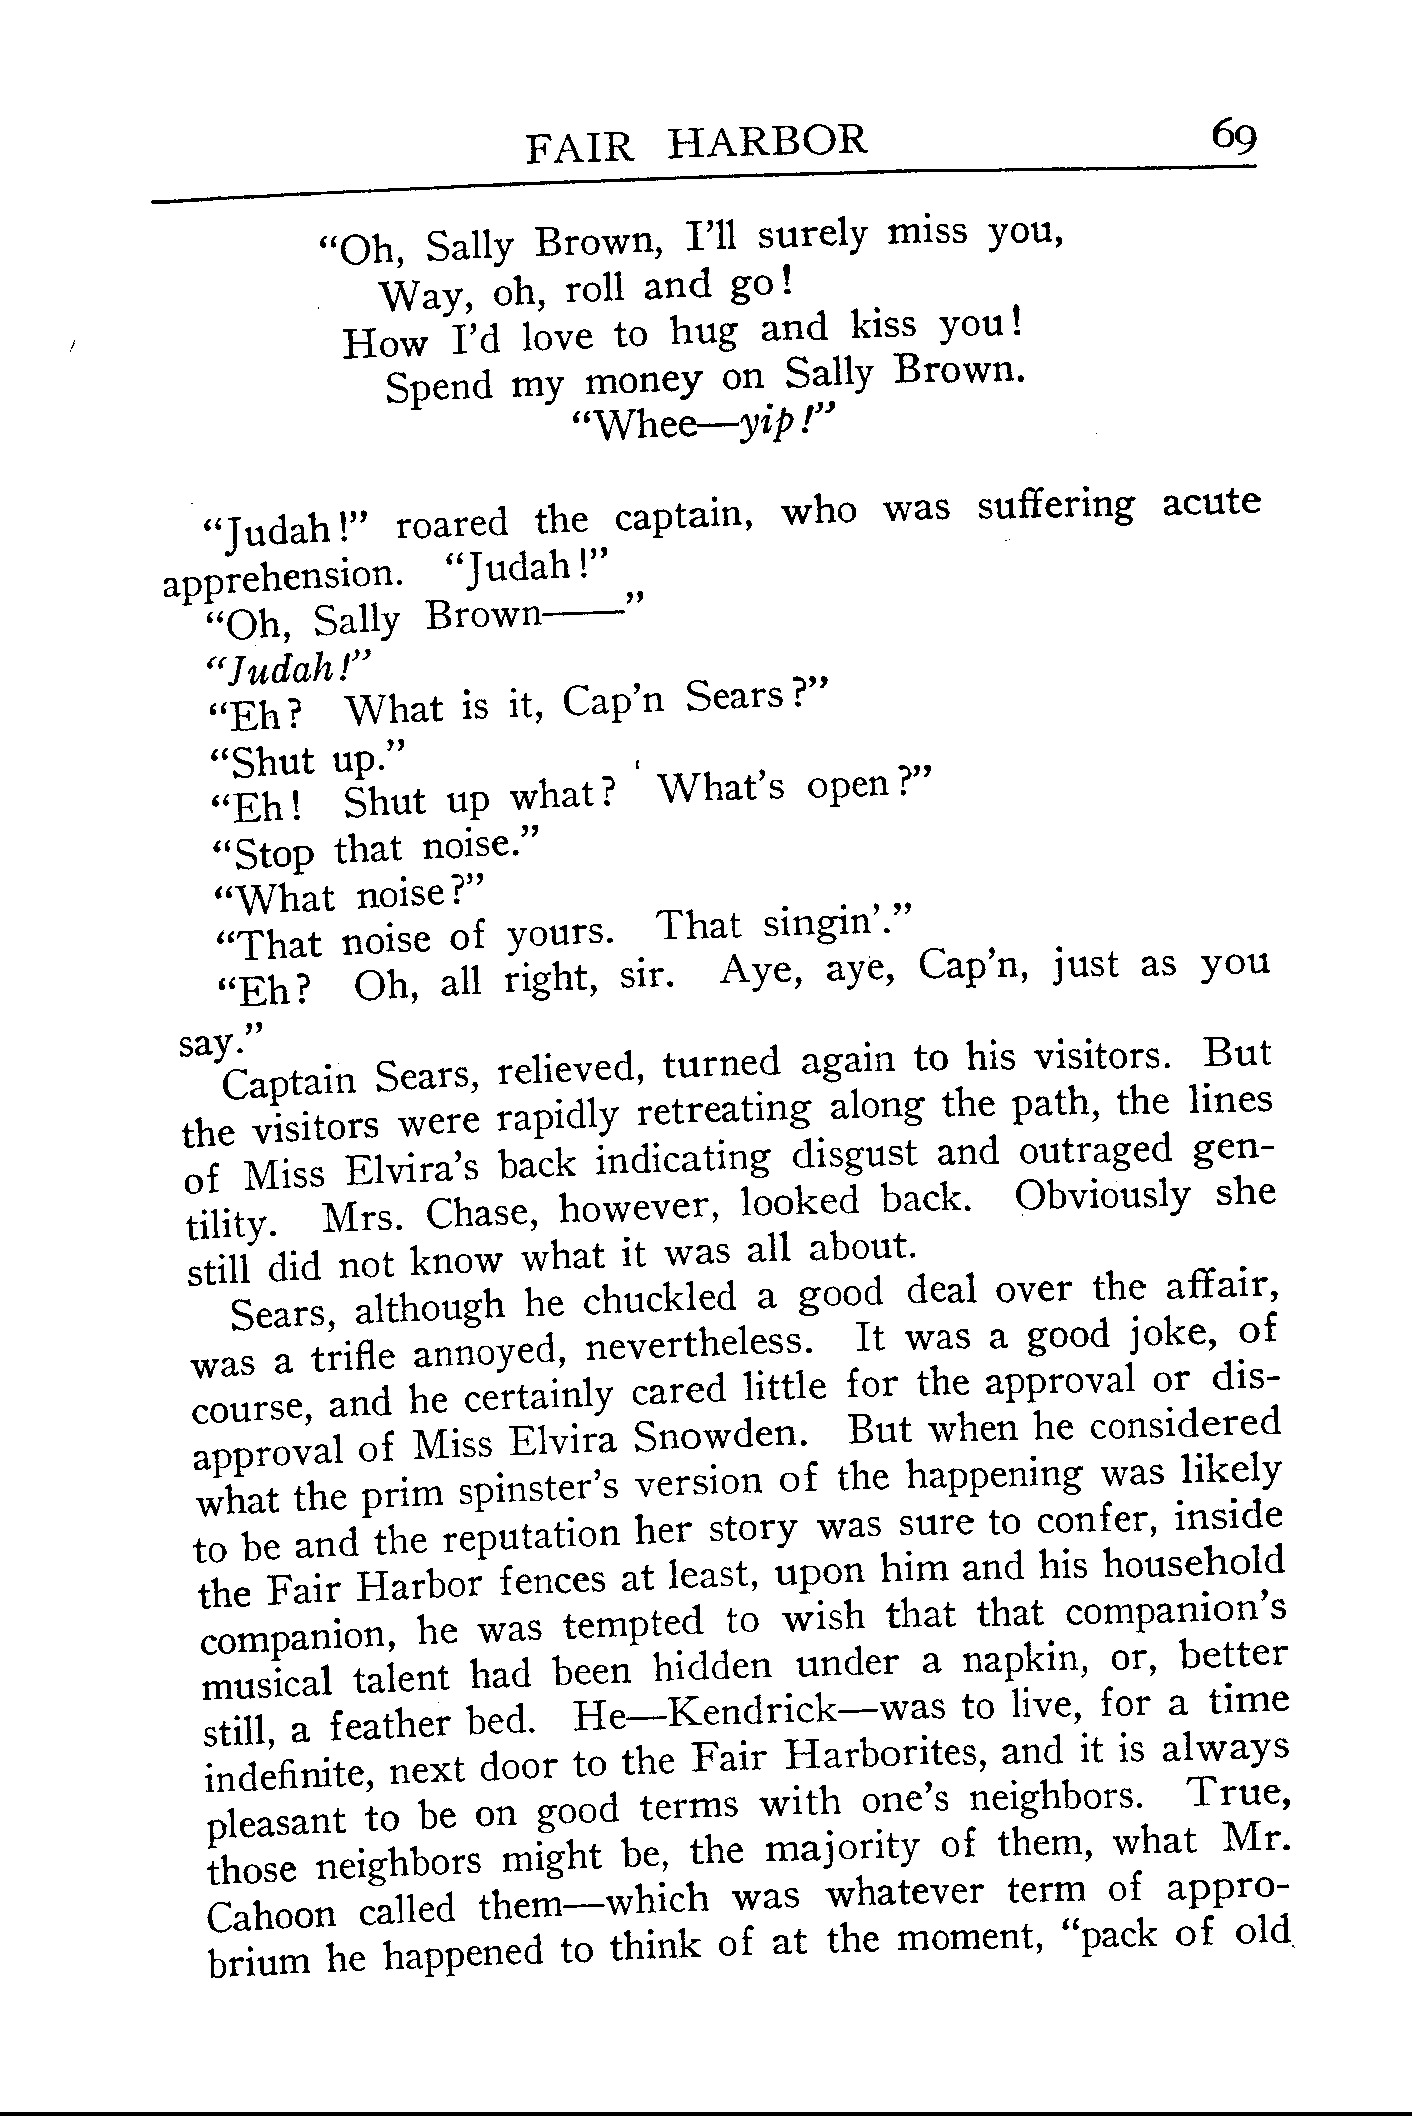 FAIR HARBOR 69
“Oh, Sally Brown, I’ll surely miss you,
Way, oh, roll and go!
How I’d love to hug and kiss you!
Spend my money on Sally Brown.
“Whee—yip!”
“Judah!” roared the captain, who was suffering acute
apprehension. “Judah!”
“Oh, Sally Brown——”
“Judah!”
“Eh? What is it, Cap’n Sears?”
“Shut up.”
“Eh! Shut up what? What’s open?”
“Stop that noise.”
“What noise?”
“That noise of yours. That singin’.”
“Eh? Oh, all right, sir. Aye, aye, Cap’n, just as you
say.”
Captain Sears, relieved, turned again to his visitors. But
the visitors were rapidly retreating along the path, the lines
of Miss Elvira’s back indicating disgust and outraged gen-
tility. Mrs. Chase, however, looked back. Obviously she
still did not know what it was all about.
Sears, although he chuckled a good deal over the affair,
was a trifle annoyed, nevertheless. It was a good joke, of
course, and he certainly cared little for the approval or dis-
approval of Miss Elvira Snowden. But when he considered
what the prim spinster’s version of the happening was likely
to be and the reputation her story was sure to confer, inside
the Fair Harbor fences at least, upon him and his household
companion, he was tempted to wish that that companion’s
musical talent had been hidden under a napkin, or, better
still, a feather bed. He—Kendrick—was to live, for a time
indefinite, next door to the Fair Harborites, and it is always
pleasant to be on good terms with one’s neighbors. True,
those neighbors might be, the majority of them, what Mr.
Cahoon called them—which was whatever term of appro-
brium he happened to think of at the moment, “pack of old